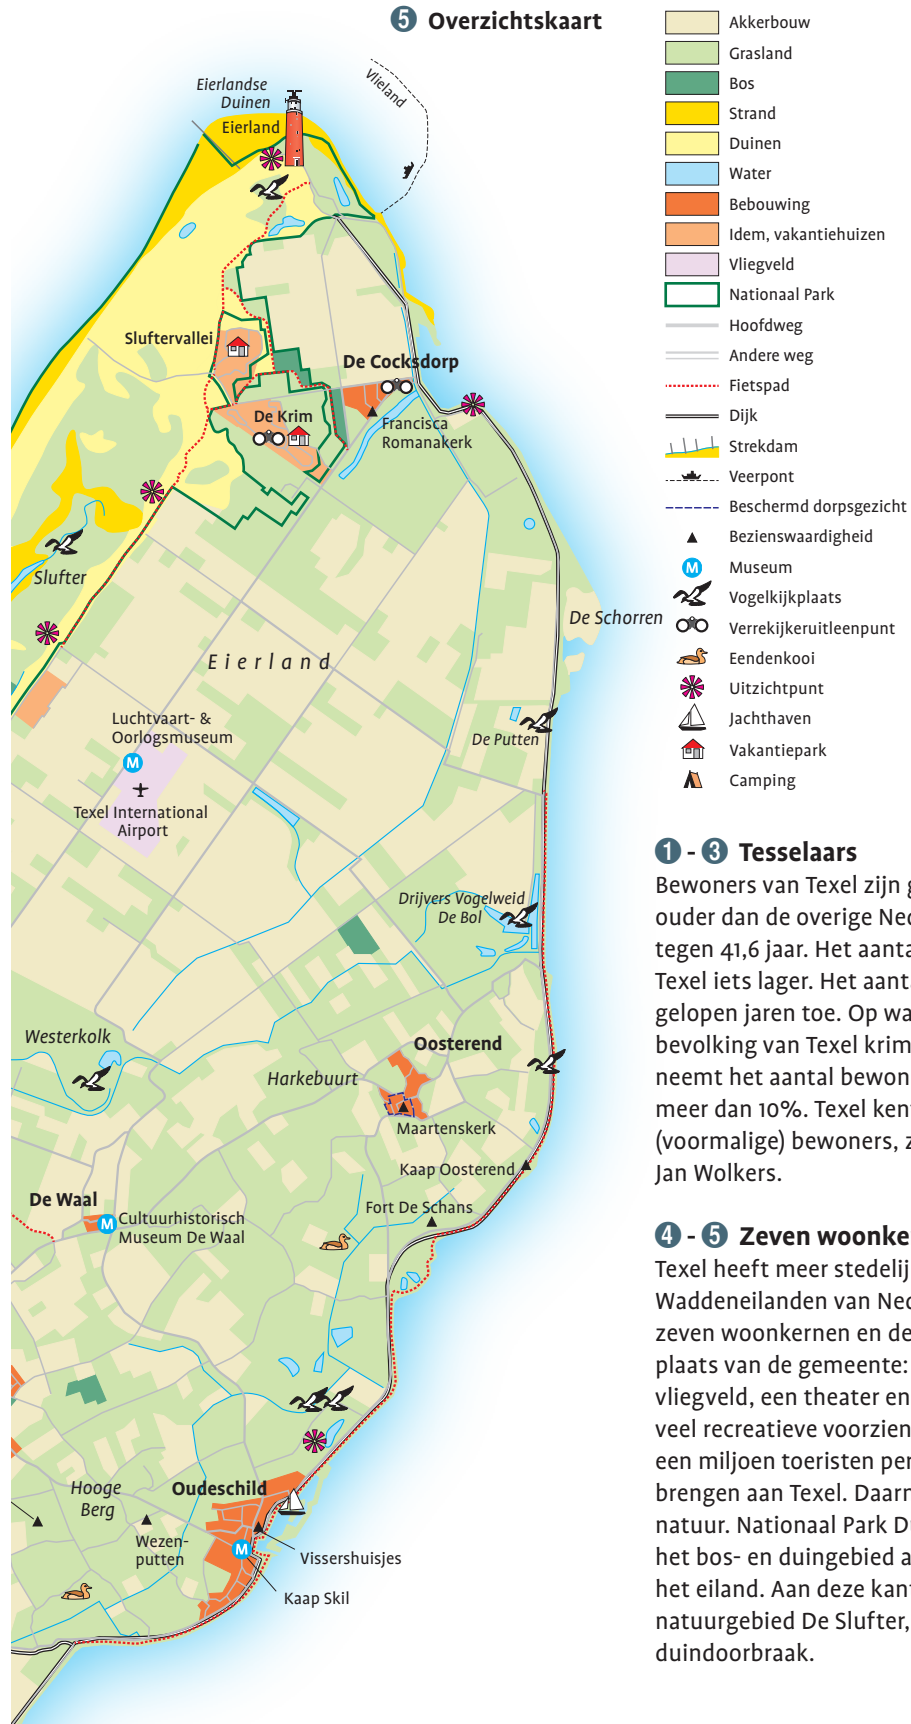 5 Overzichtskaart
Vlieland
Eierlandse
Duinen
Eierland
Sluftervallei
De Cocksdorp
De Krim
Francisca
Romanakerk
Slufter
De Schorren
Eierland
Luchtvaart- &
Oorlogsmuseum
M
De Putten
Texel International
Airport
Drijvers Vogelweid
De Bol
Westerkolk
Oosterend
Harkebuurt
Maartenskerk
Kaap Oosterend
De Waal
Fort De Schans
M
Cultuurhistorisch
Museum De Waal
Hooge
Berg
Oudeschild
Wezen-
putten
M
Vissershuisjes
Kaap Skil
Akkerbouw
Grasland
Bos
Strand
Duinen
Water
Bebouwing
Idem, vakantiehuizen
Vliegveld
Nationaal Park
Hoofdweg
Andere weg
Fietspad
Dijk
Strekdam
Veerpont
Beschermd dorpsgezicht
Bezienswaardigheid
M Museum
Vogelkijkplaats
Verrekijkeruitleenpunt
Eendenkooi
Uitzichtpunt
Jachthaven
Vakantiepark
Camping
1 - 3 Tesselaars
Bewoners van Texel zijn g
ouder dan de overige Ned
tegen 41,6 jaar. Het aanta
Texel iets lager. Het aanta
gelopen jaren toe. Op wa
bevolking van Texel krim
neemt het aantal bewon
meer dan 10%. Texel kent
(voormalige) bewoners, z
Jan Wolkers.
4 - 5 Zeven woonke
Texel heeft meer stedelij
Waddeneilanden van Ned
zeven woonkernen en de
plaats van de gemeente:
vliegveld, een theater en
veel recreatieve voorzien
een miljoen toeristen per
brengen aan Texel. Daarn
natuur. Nationaal Park Du
het bos- en duingebied a
het eiland. Aan deze kant
natuurgebied De Slufter,
duindoorbraak.